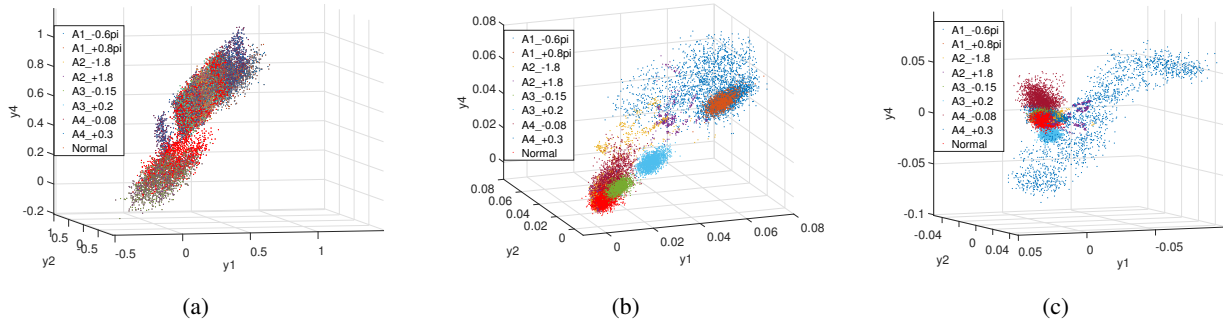 1
0.8
0.6
0.4
0.2
0
-0.2
y4
A1_-0.6pi
A1_+0.8pi
A2_-1.8
A2_+1.8
A3_-0.15
A3_+0.2
A4_-0.08
A4_+0.3
Normal
1
0.5
0
-0.5
y2
-0.5
0
0.5
1
y1
(a)
0.08
0.06
0.04
0.02
0
y4
A1_-0.6pi
A1_+0.8pi
A2_-1.8
A2_+1.8
A3_-0.15
A3_+0.2
A4_-0.08
A4_+0.3
Normal
0.08
0.06
0.04
0.02
0
y2
0
0.02
0.04
0.06
0.08
y1
(b)
0.05
0
-0.05
-0.1
y4
A1_-0.6pi
A1_+0.8pi
A2_-1.8
A2_+1.8
A3_-0.15
A3_+0.2
A4_-0.08
A4_+0.3
Normal
-0.04
0
0.04
y2
0.05
0
-0.05
y1
(c)